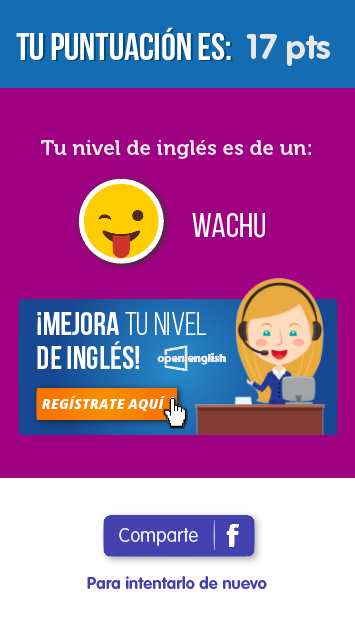 TU PUNTUACIÓN ES: 17 pts
Tu nivel de inglés es de un:
WACHU
¡MEJORA TU NIVEL
DE INGLÉS! open english
REGÍSTRATE AQUÍ
Comparte f
Para intentarlo de nuevo